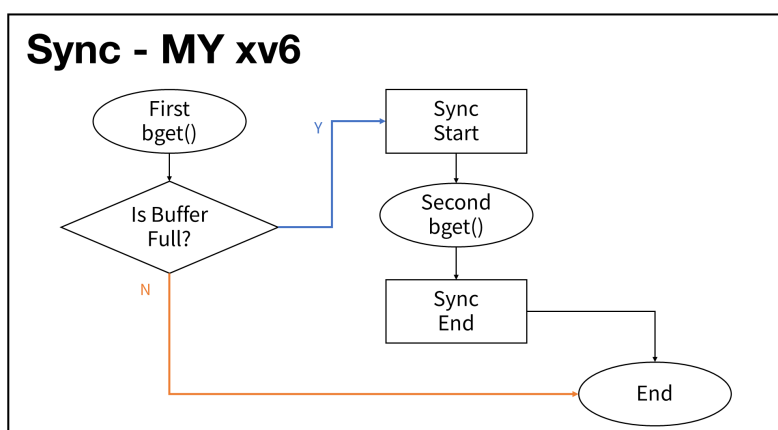 Sync - MY xv6
First
bget()
Is Buffer
Full?
Y
N
Sync
Start
Second
bget()
Sync
End
End